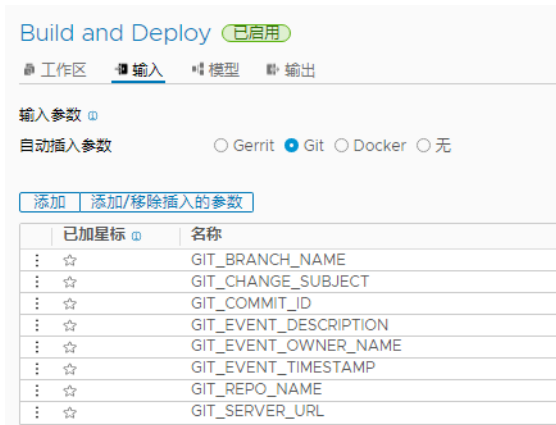 Build and Deploy 已启用
工作区 输入 模型 输出
输入参数
自动插入参数 Gerrit Git Docker 无
添加 添加/移除插入的参数
已加星标 名称
GIT_BRANCH_NAME
GIT_CHANGE_SUBJECT
GIT_COMMIT_ID
GIT_EVENT_DESCRIPTION
GIT_EVENT_OWNER_NAME
GIT_EVENT_TIMESTAMP
GIT_REPO_NAME
GIT_SERVER_URL